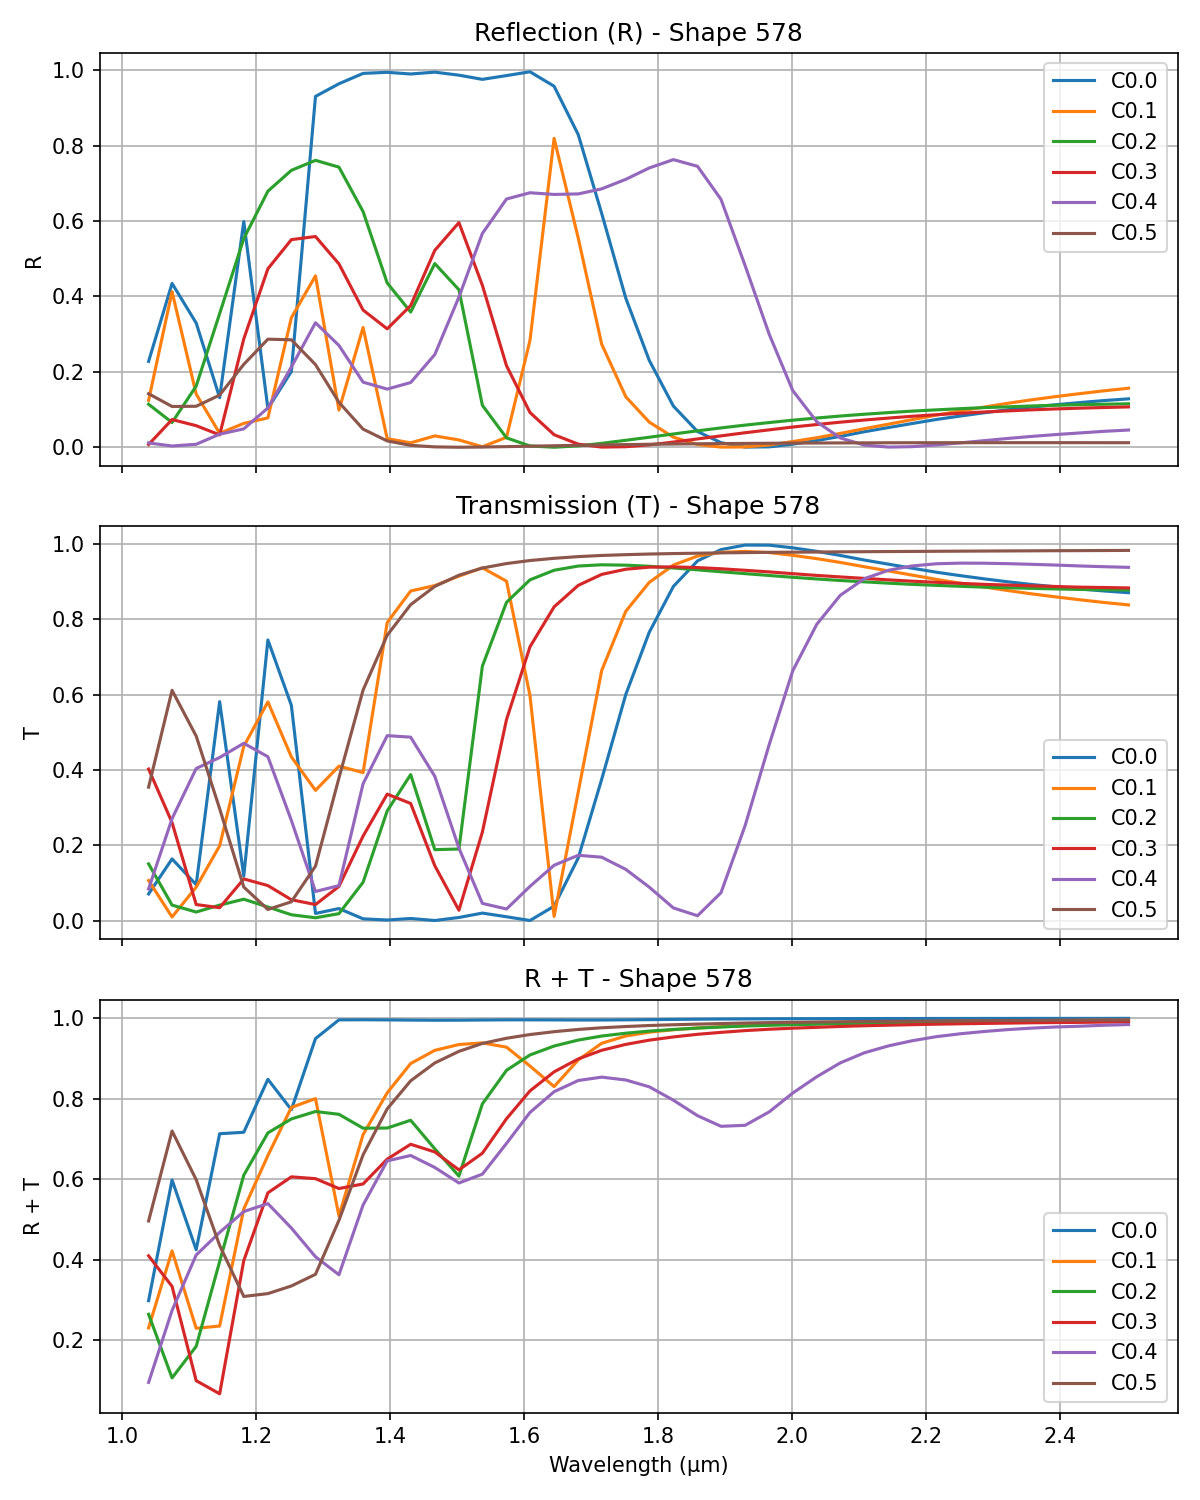 Reflection (R) - Shape 578
1.0
0.8
0.6
0.4
0.2
0.0
R
C0.0
C0.1
C0.2
C0.3
C0.4
C0.5
Transmission (T) - Shape 578
1.0
0.8
0.6
0.4
0.2
0.0
T
C0.0
C0.1
C0.2
C0.3
C0.4
C0.5
R + T - Shape 578
1.0
0.8
0.6
0.4
0.2
R + T
C0.0
C0.1
C0.2
C0.3
C0.4
C0.5
1.0 1.2 1.4 1.6 1.8 2.0 2.2 2.4
Wavelength (μm)